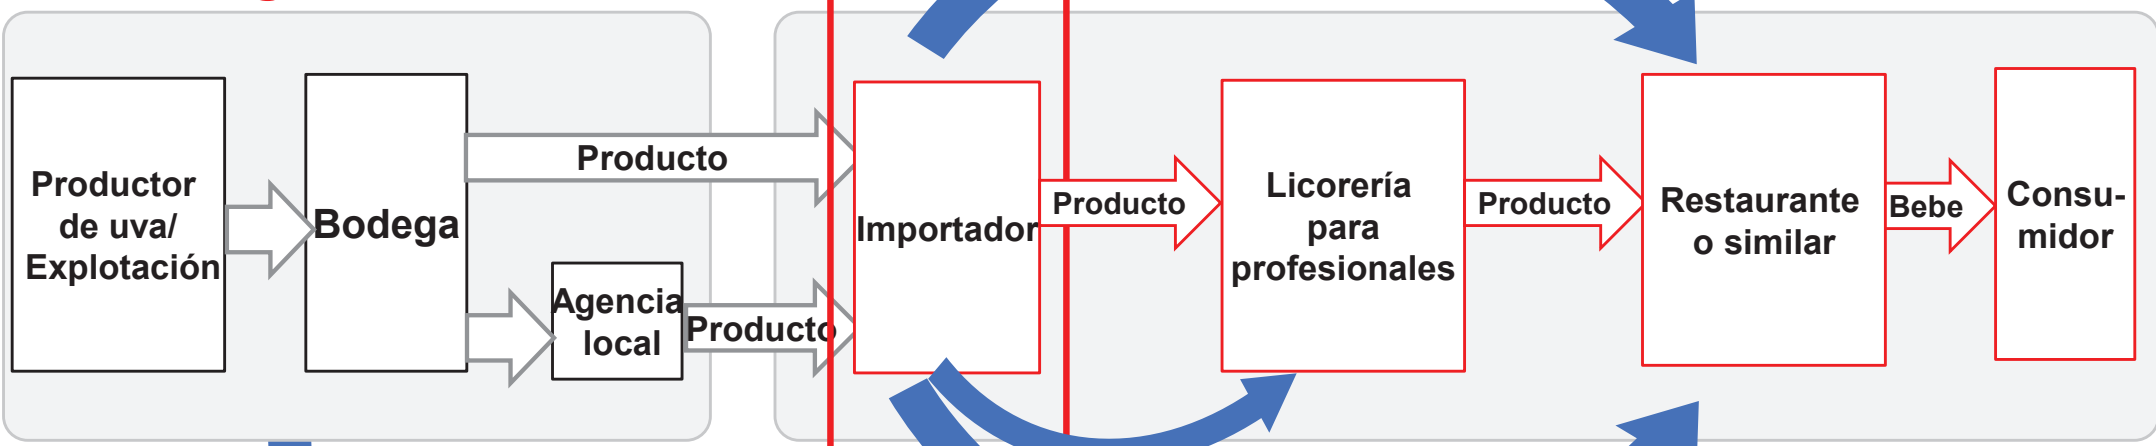 Productor
de uva/
Explotación
Bodega
Producto
Agencia
local
Producto
Importador
Producto
Licorería
para
profesionales
Producto
Restaurante
o similar
Bebe
Consu-
midor